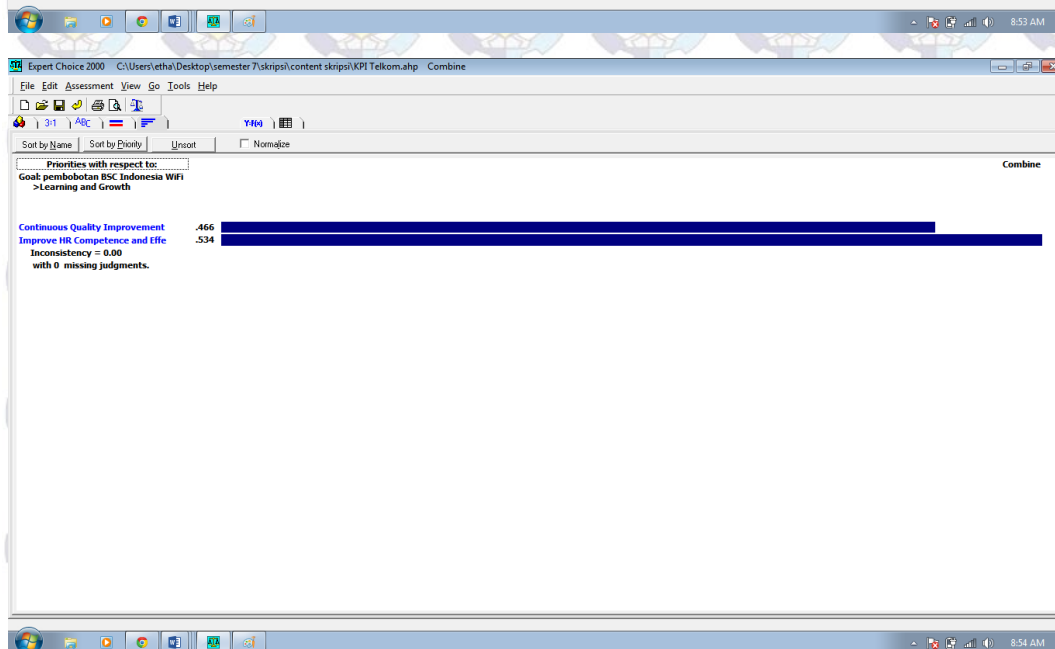 8:53 AM
Expert Choice 2000 C:\Users\etha\Desktop\semester 7\skripsi\content skripsi\KPI Telkom.ahp Combine
File Edit Assessment View Go Tools Help
3:1 ABC Y=f(x)
Sort by Name Sort by Priority Unsort Normalize
Priorities with respect to: Combine
Goal: pembobotan BSC Indonesia WiFi
>Learning and Growth
Continuous Quality Improvement .466
Improve HR Competence and Effe .534
Inconsistency = 0.00
with 0 missing judgments.
8:54 AM